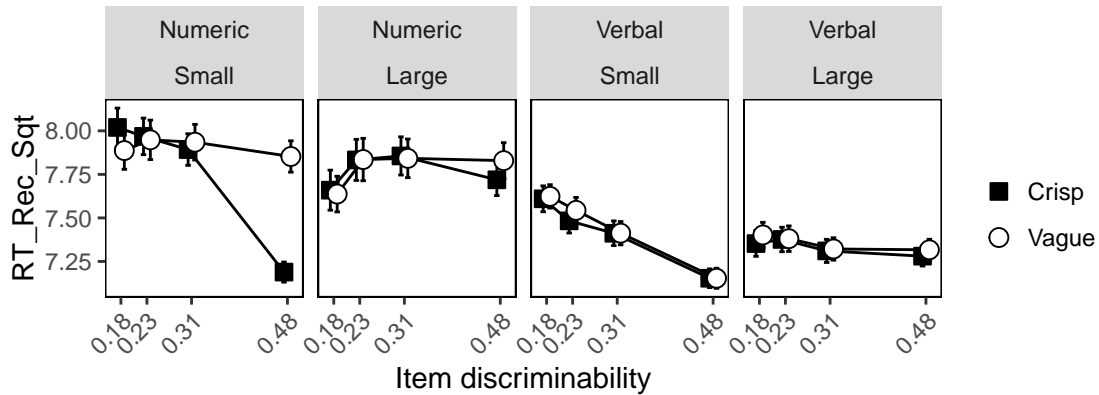 Numeric Numeric Verbal Verbal
Small Large Small Large
RT_Rec_Sqt
8.00
7.75
7.50
7.25
Crisp
Vague
0.18 0.23 0.31 0.48 0.18 0.23 0.31 0.48 0.18 0.23 0.31 0.48 0.18 0.23 0.31 0.48
Item discriminability